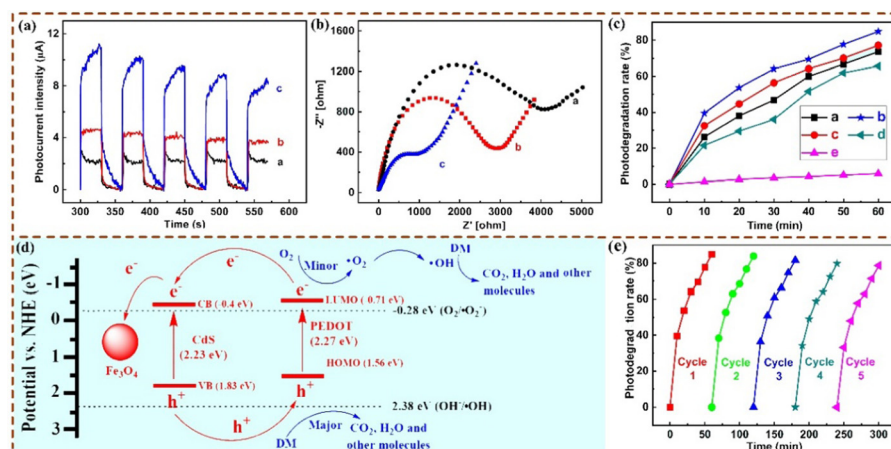 (a)
12
8
4
0
Photocurrent intensity (μA)
300 350 400 450 500 550 600
Time (s)
c
b
a
(b)
1600
1200
800
400
0
-Z'' [ohm]
0 1000 2000 3000 4000 5000
Z' [ohm]
a
b
c
(c)
100
80
60
40
20
0
Photodegradation rate (%)
0 10 20 30 40 50 60
Time (min)
a b
c d
e
(d)
Potential vs. NHE (eV)
-1
0
1
2
3
e⁻
e⁻
e⁻
e⁻
CB (-0.4 eV)
LUMO (-0.71 eV)
O₂ Minor •O₂ •OH DM
CO₂, H₂O and other
molecules
-0.28 eV (O₂/•O₂⁻)
Fe₃O₄
CdS
(2.23 eV)
PEDOT
(2.27 eV)
VB (1.83 eV)
HOMO (1.56 eV)
h⁺
h⁺
h⁺
2.38 eV (OH⁻/•OH)
DM Major CO₂, H₂O and
other molecules
(e)
80
60
40
20
0
Photodegrad ition rate (%)
Cycle
1
Cycle
2
Cycle
3
Cycle
4
Cycle
5
0 50 100 150 200 250 300
Time (min)